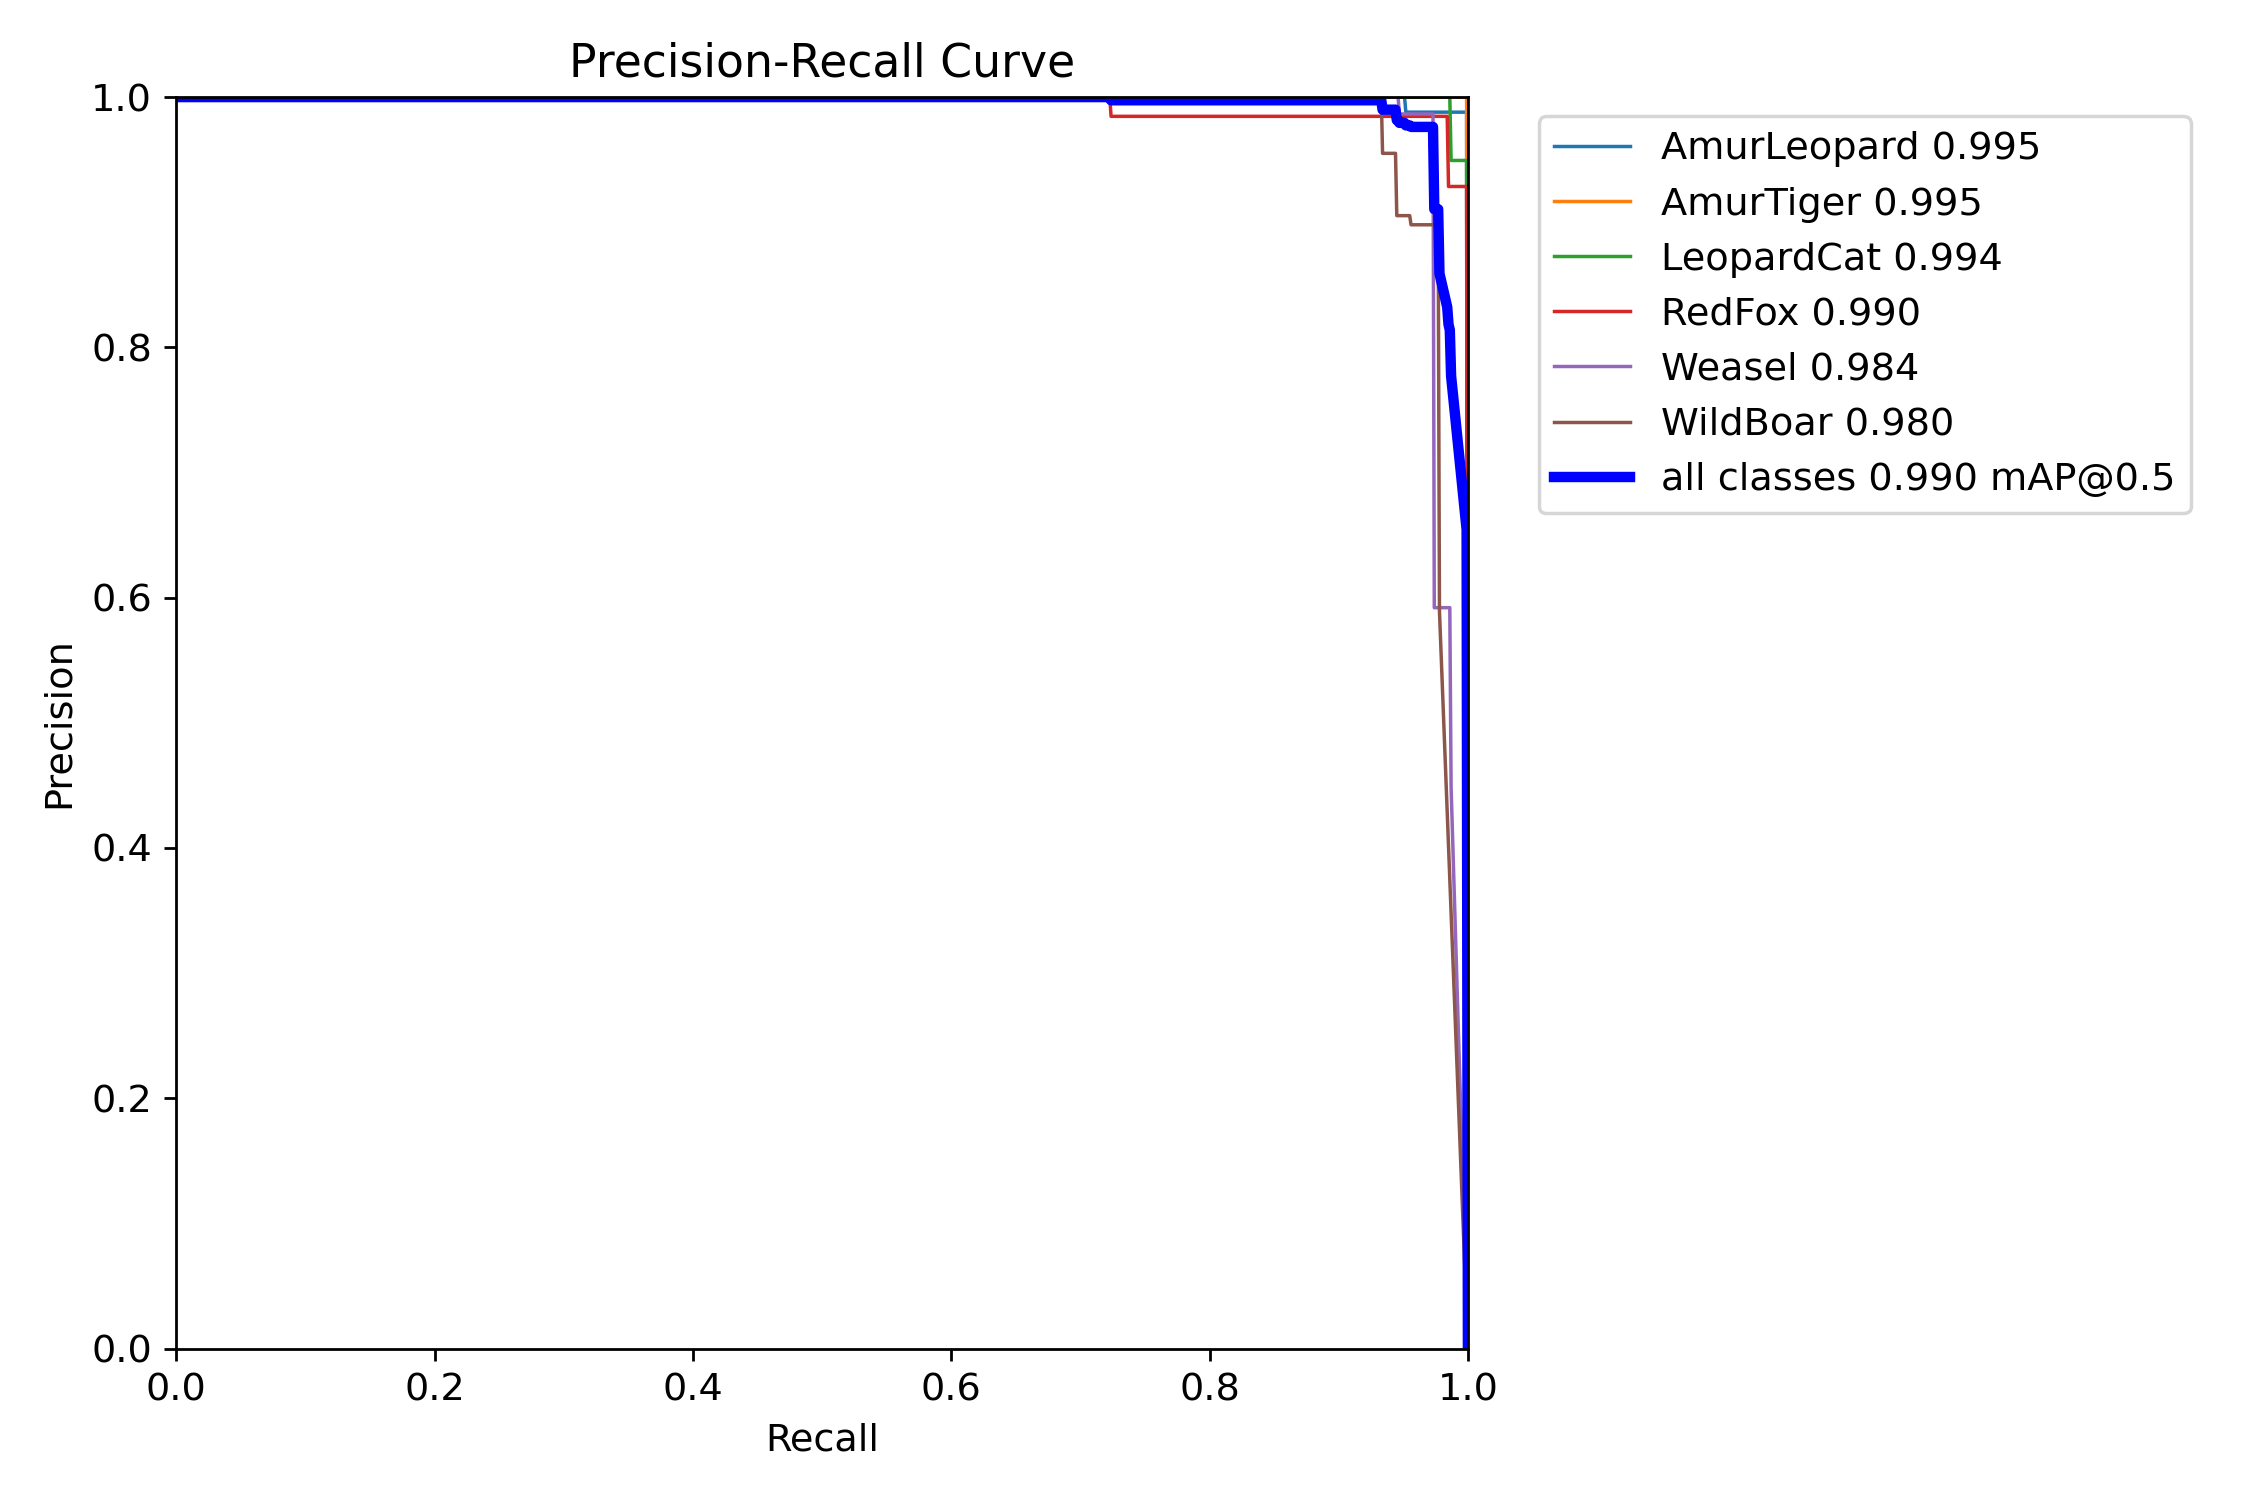 Precision-Recall Curve
1.0
0.8
0.6
0.4
0.2
0.0
Precision
0.0 0.2 0.4 0.6 0.8 1.0
Recall
AmurLeopard 0.995
AmurTiger 0.995
LeopardCat 0.994
RedFox 0.990
Weasel 0.984
WildBoar 0.980
all classes 0.990 mAP@0.5